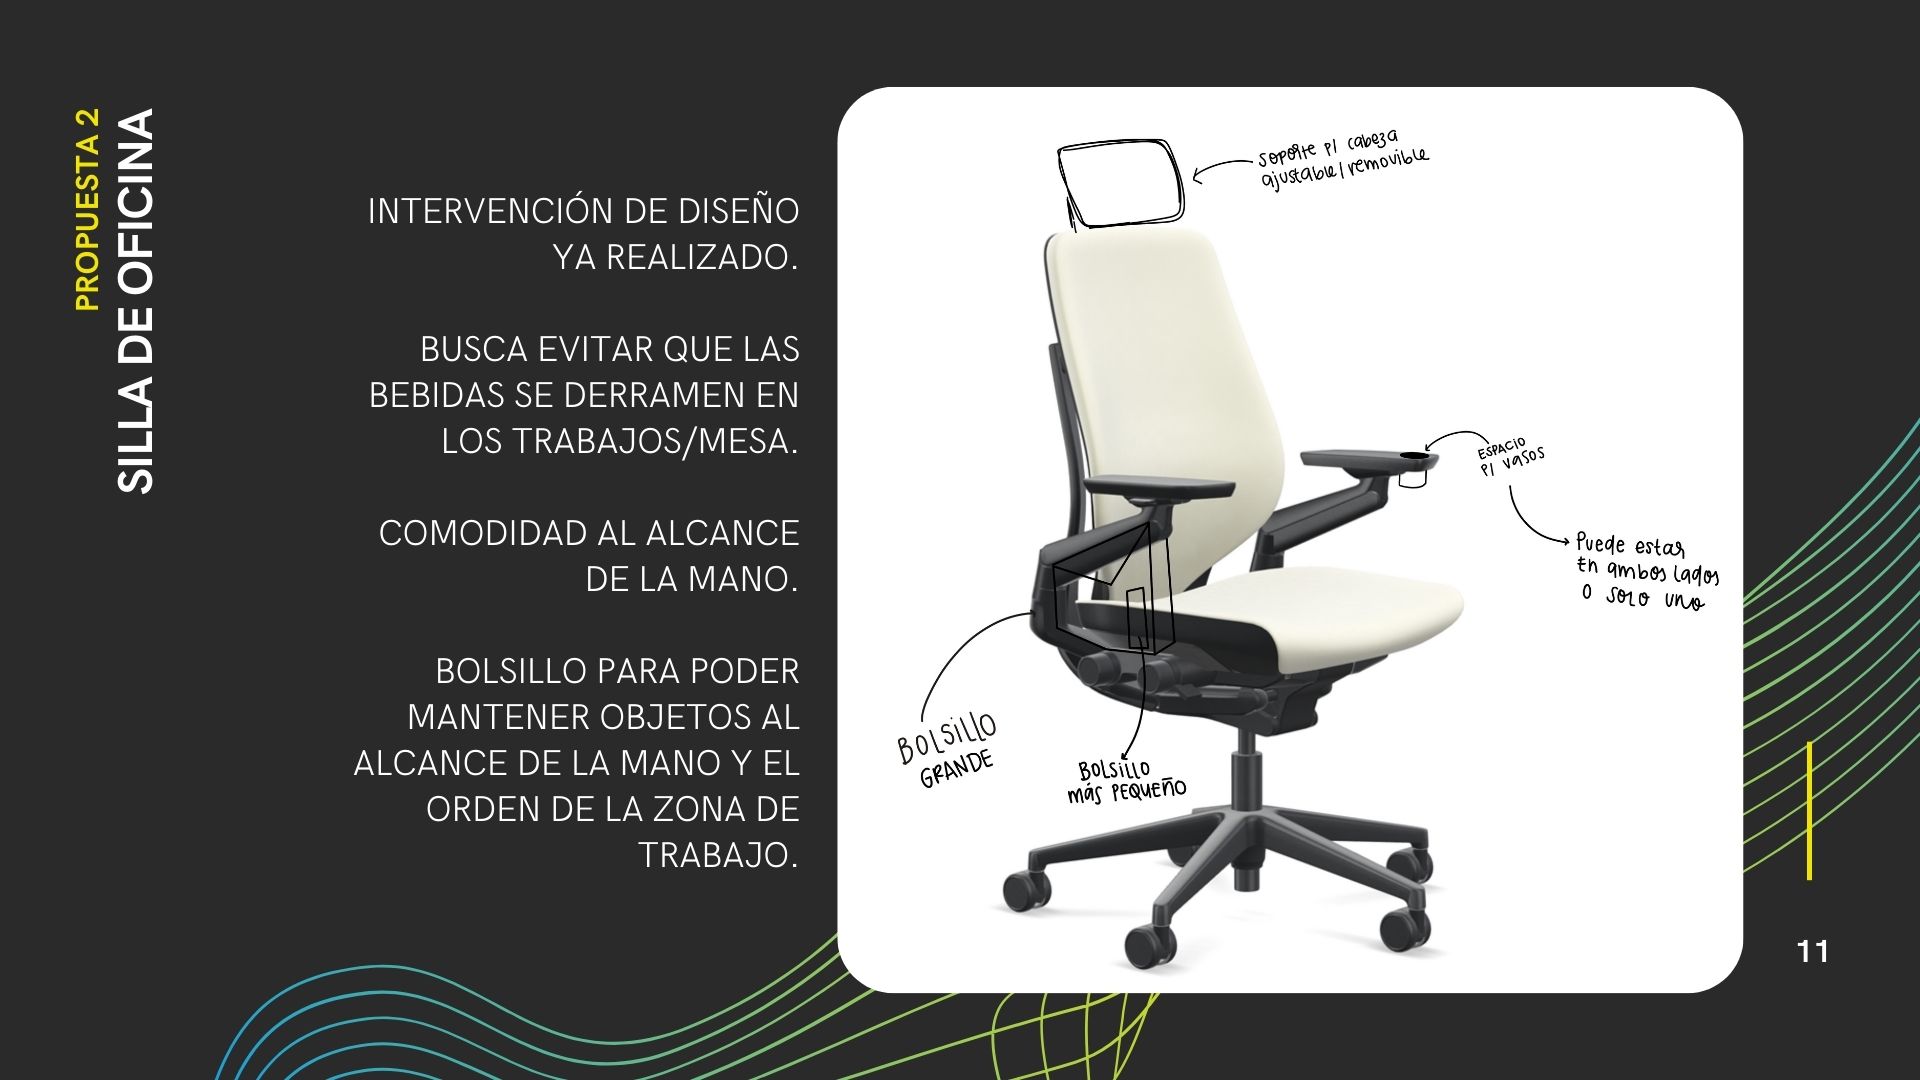 PROPUESTA 2
SILLA DE OFICINA
INTERVENCIÓN DE DISEÑO
YA REALIZADO.
BUSCA EVITAR QUE LAS
BEBIDAS SE DERRAMEN EN
LOS TRABAJOS/MESA.
COMODIDAD AL ALCANCE
DE LA MANO.
BOLSILLO PARA PODER
MANTENER OBJETOS AL
ALCANCE DE LA MANO Y EL
ORDEN DE LA ZONA DE
TRABAJO.
soporte p/ cabeza
ajustable/removible
ESPACIO
p/ vasos
Puede estar
En ambos lados
O solo uno
BOLSILLO
GRANDE
BOLSILLO
más PEQUEÑO
11